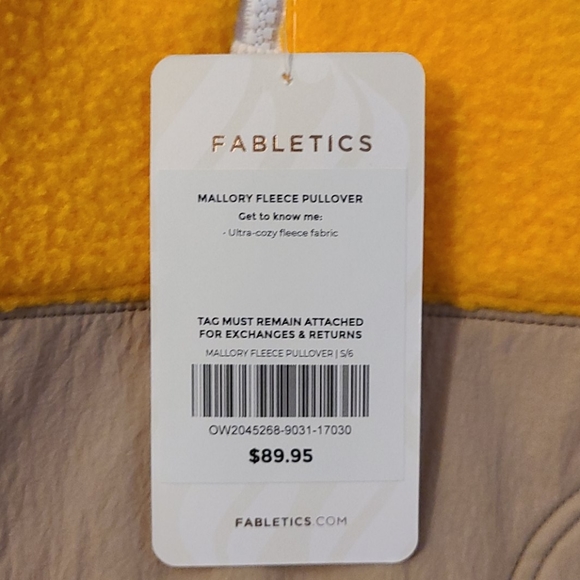 FABLETICS
MALLORY FLEECE PULLOVER
Get to know me:
- Ultra-cozy fleece fabric
TAG MUST REMAIN ATTACHED
FOR EXCHANGES & RETURNS
MALLORY FLEECE PULLOVER | S/6
OW2045268-9031-17030
$89.95
FABLETICS.COM